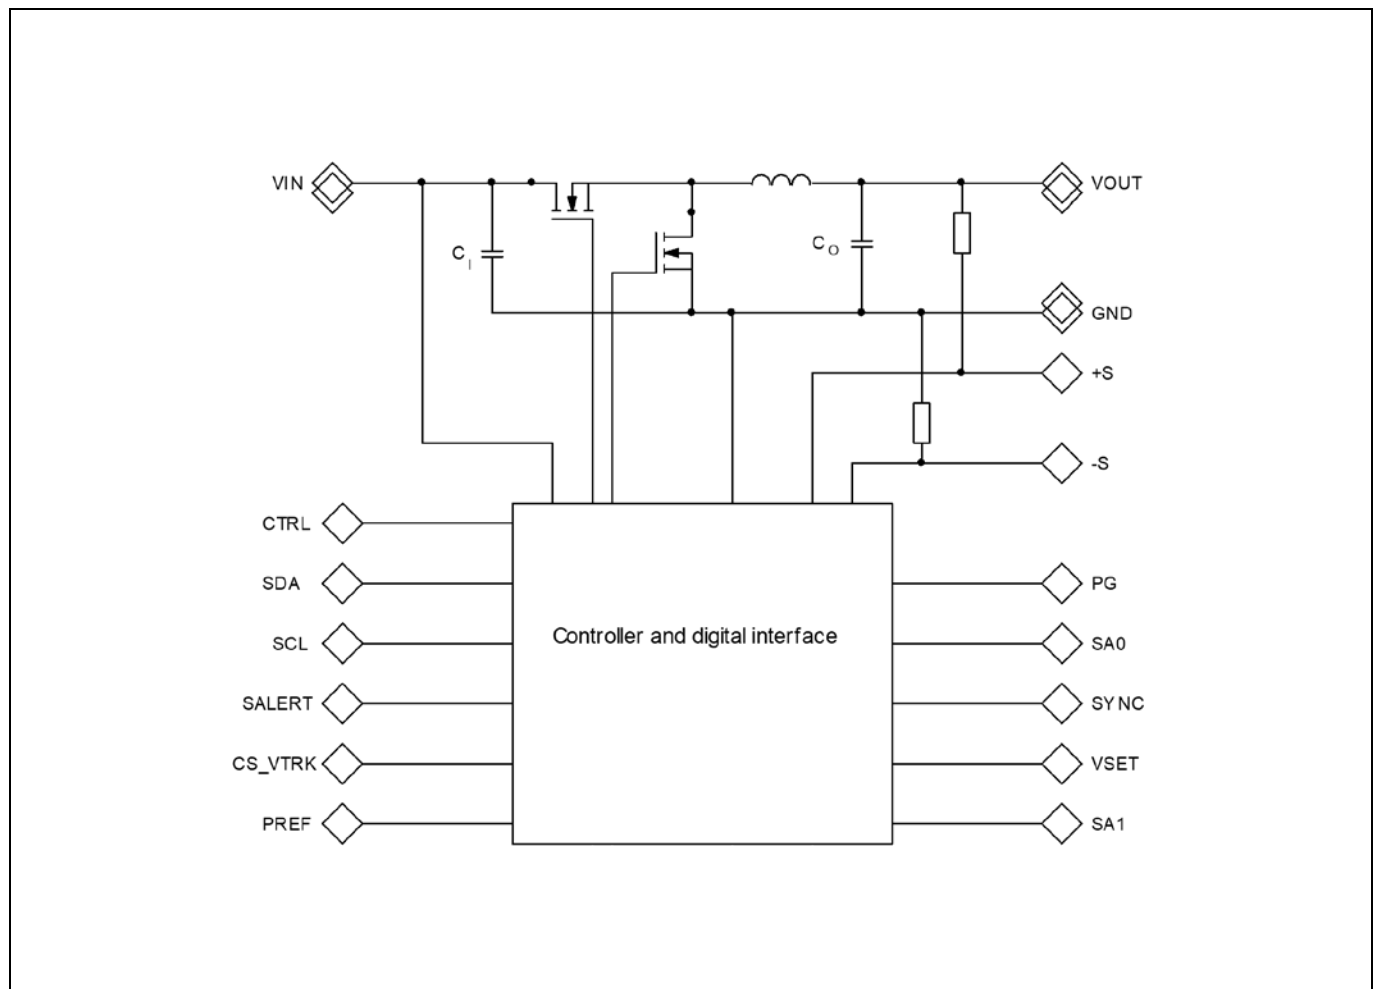 VIN
VOUT
C I
C O
GND
+S
-S
CTRL
SDA
PG
Controller and digital interface
SCL
SA0
SALERT
SYNC
CS_VTRK
VSET
PREF
SA1